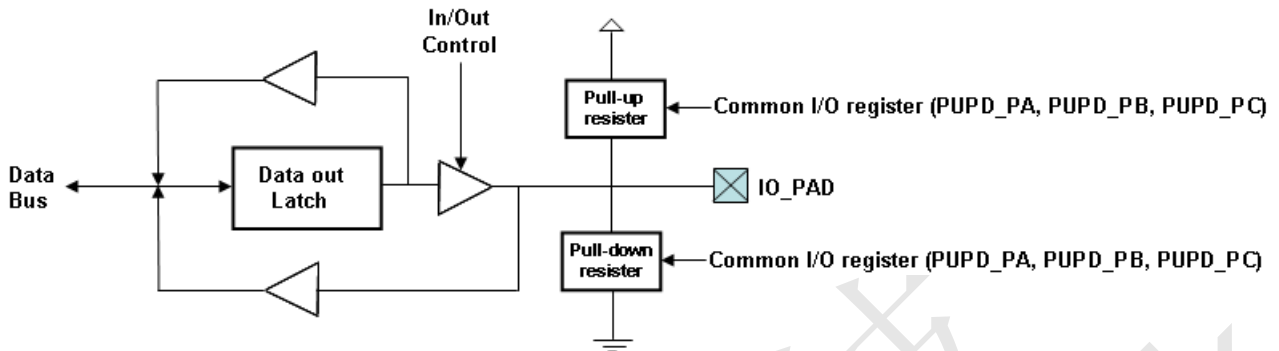 In/Out
Control
Pull-up
resister
Common I/O register (PUPD_PA, PUPD_PB, PUPD_PC)
Data
Bus
Data out
Latch
IO_PAD
Pull-down
resister
Common I/O register (PUPD_PA, PUPD_PB, PUPD_PC)